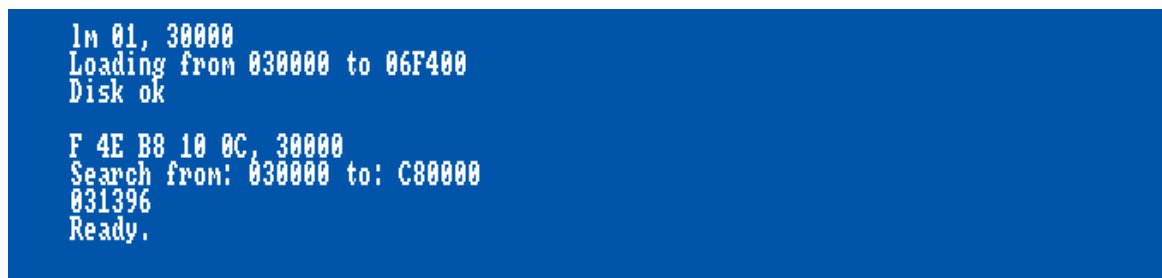 lm 01, 30000
Loading from 030000 to 06F400
Disk ok
F 4E B8 10 0C, 30000
Search from: 030000 to: C80000
031396
Ready.